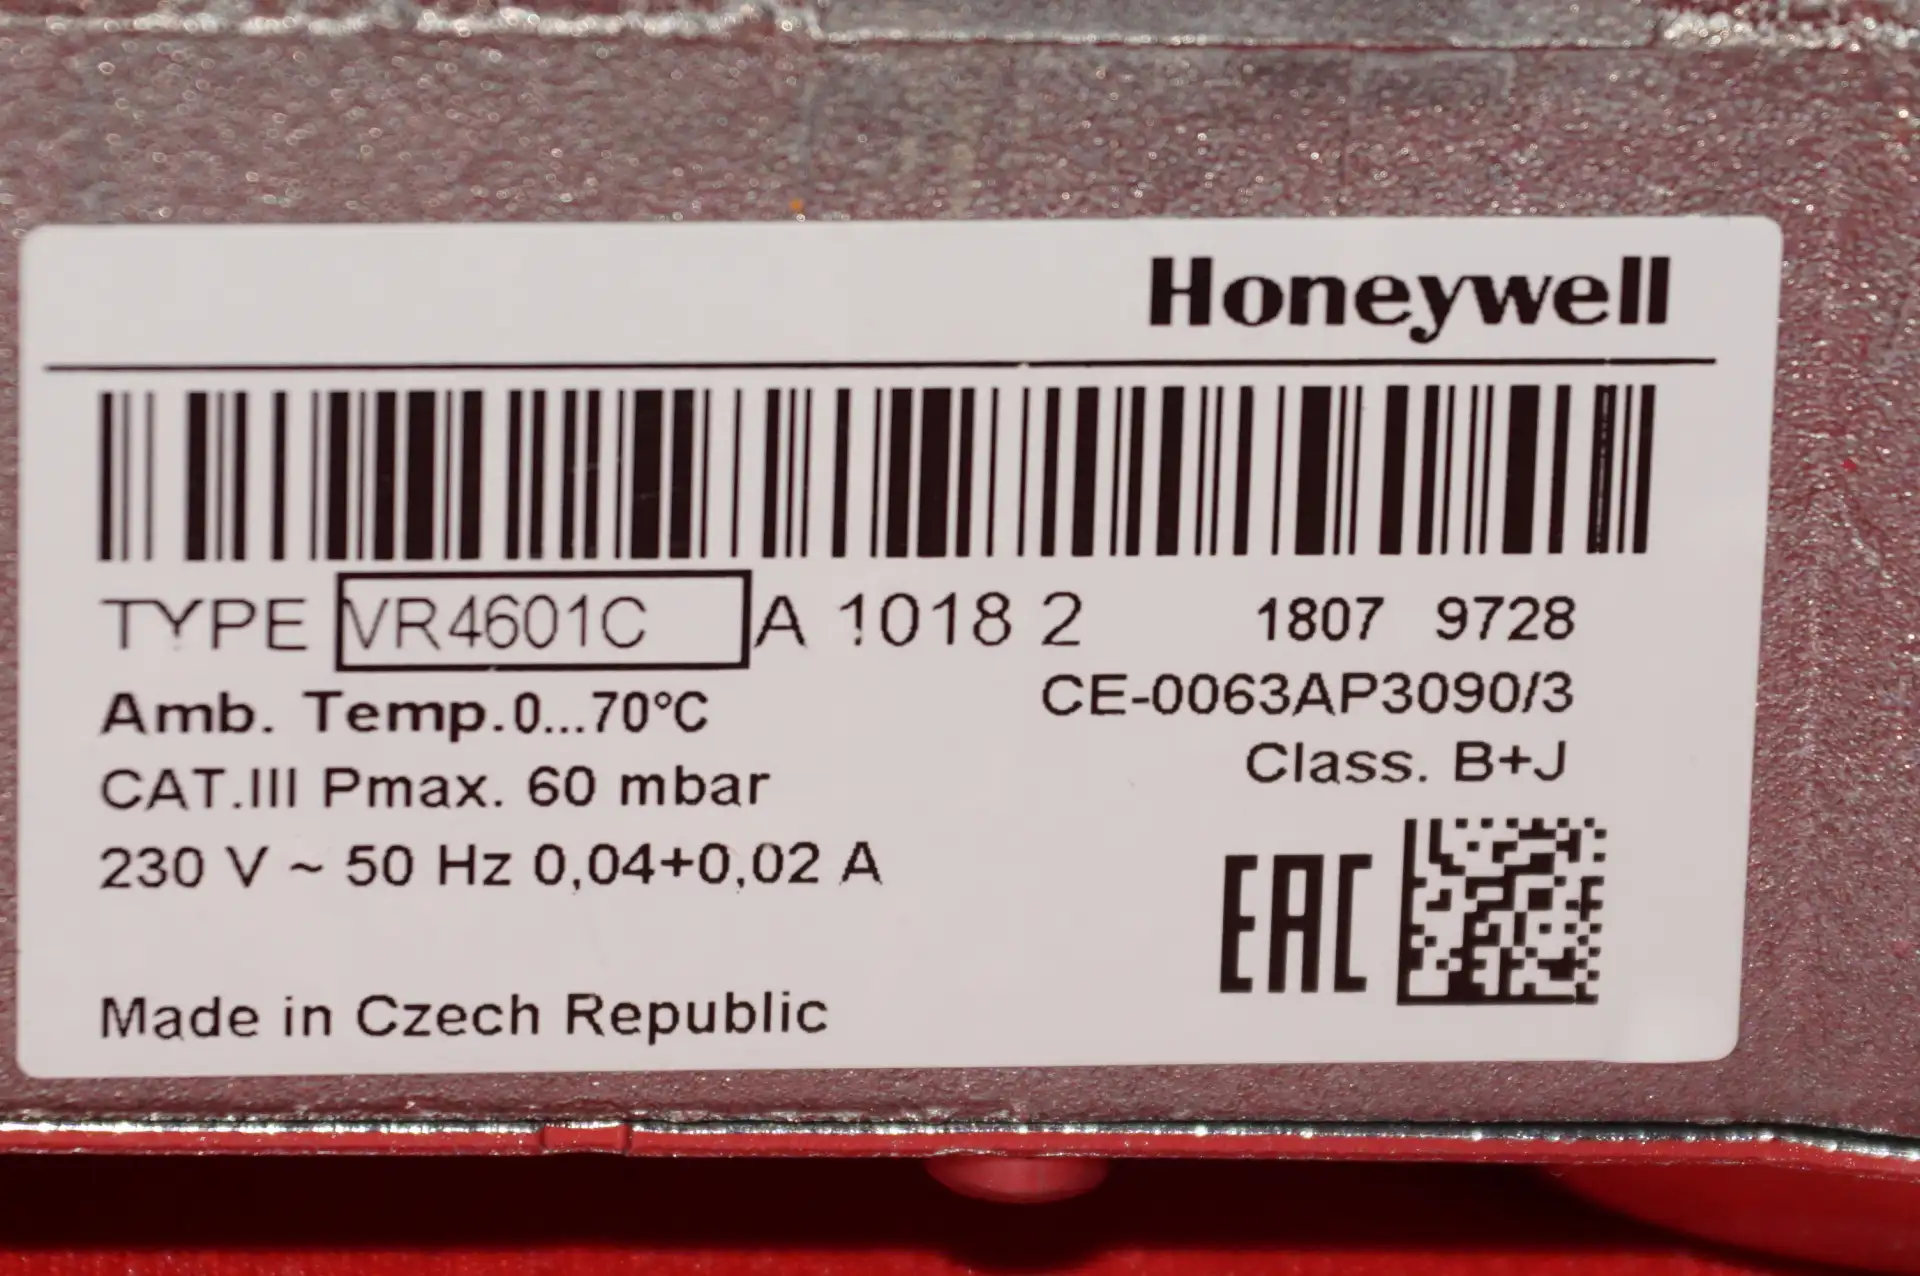 Honeywell
TYPE VR4601C A 1018 2 1807 9728
Amb. Temp.0...70°C CE-0063AP3090/3
CAT.III Pmax. 60 mbar Class. B+J
230 V ~ 50 Hz 0,04+0,02 A
EAC
Made in Czech Republic